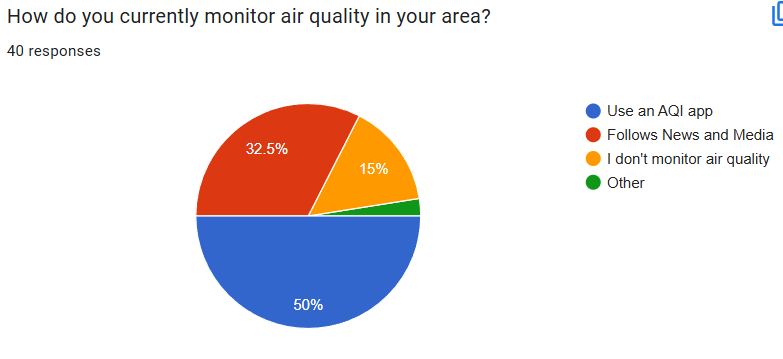 How do you currently monitor air quality in your area?
40 responses
32.5%
15%
50%
Use an AQI app
Follows News and Media
I don't monitor air quality
Other